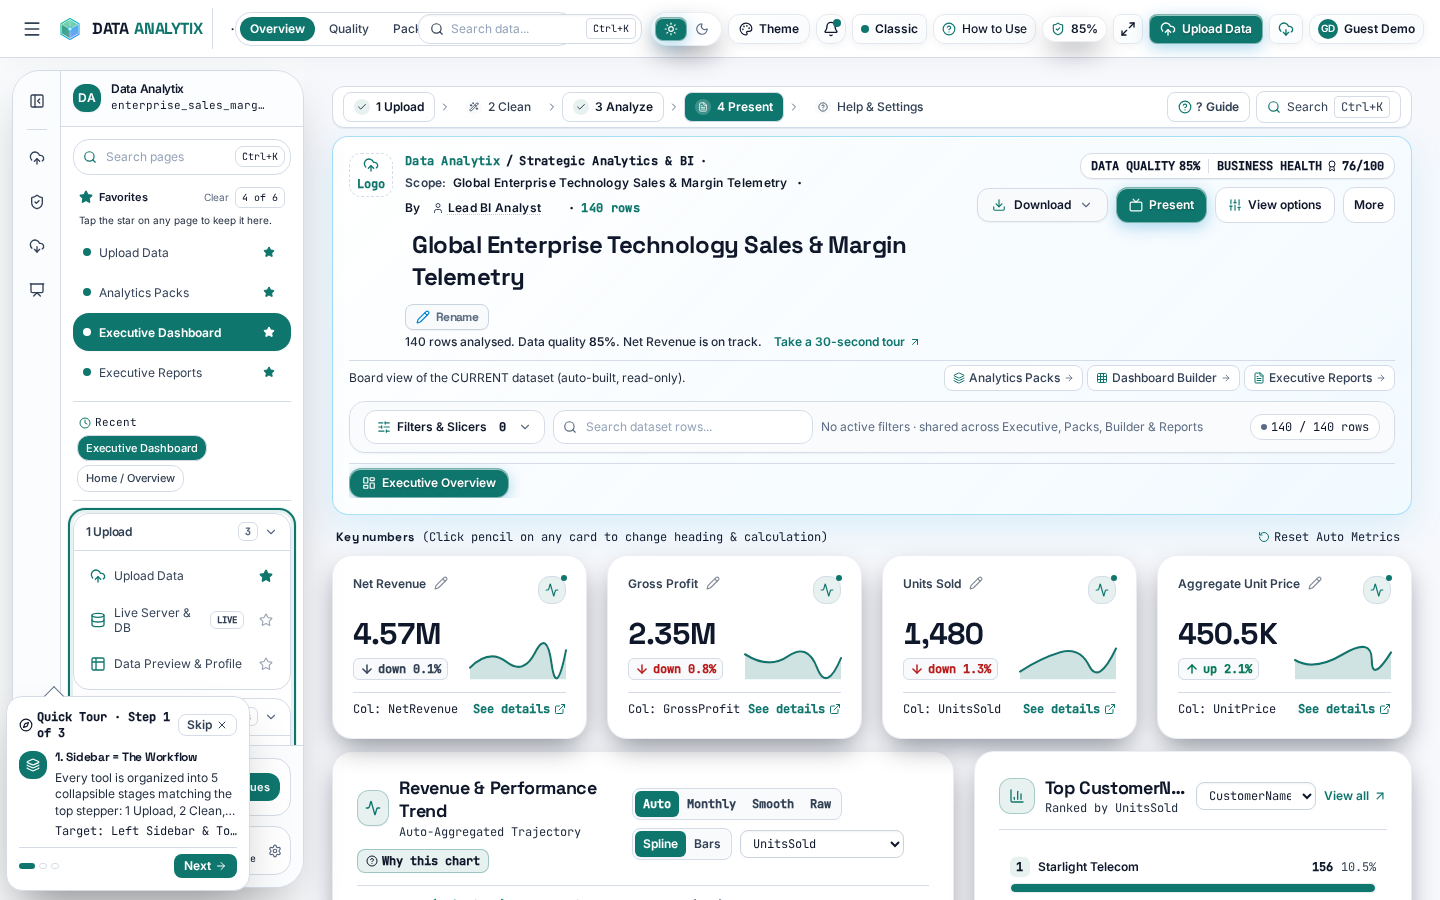 DATA ANALYTIX
Overview
Quality
Pack
Search data...
Ctrl+K
Theme
Classic
How to Use
85%
Upload Data
GD
Guest Demo
DA
Data Analytix
enterprise_sales_marg…
Search pages
Ctrl+K
Favorites
Clear
4 of 6
Tap the star on any page to keep it here.
Upload Data
Analytics Packs
Executive Dashboard
Executive Reports
Recent
Executive Dashboard
Home / Overview
1 Upload
3
Upload Data
Live Server & DB
LIVE
Data Preview & Profile
Quick Tour · Step 1 of 3
Skip
1. Sidebar = The Workflow
Every tool is organized into 5
collapsible stages matching the
top stepper: 1 Upload, 2 Clean,…
Target: Left Sidebar & To…
Next
1 Upload
2 Clean
3 Analyze
4 Present
Help & Settings
? Guide
Search
Ctrl+K
Logo
Data Analytix / Strategic Analytics & BI ·
Scope: Global Enterprise Technology Sales & Margin Telemetry ·
By Lead BI Analyst · 140 rows
DATA QUALITY 85%
BUSINESS HEALTH 76/100
Download
Present
View options
More
Global Enterprise Technology Sales & Margin
Telemetry
Rename
140 rows analysed. Data quality 85%. Net Revenue is on track. Take a 30-second tour
Board view of the CURRENT dataset (auto-built, read-only).
Analytics Packs
Dashboard Builder
Executive Reports
Filters & Slicers 0
Search dataset rows...
No active filters · shared across Executive, Packs, Builder & Reports
140 / 140 rows
Executive Overview
Key numbers (Click pencil on any card to change heading & calculation)
Reset Auto Metrics
Net Revenue
4.57M
down 0.1%
Col: NetRevenue
See details
Gross Profit
2.35M
down 0.8%
Col: GrossProfit
See details
Units Sold
1,480
down 1.3%
Col: UnitsSold
See details
Aggregate Unit Price
450.5K
up 2.1%
Col: UnitPrice
See details
Revenue & Performance
Trend
Auto-Aggregated Trajectory
Why this chart
Auto
Monthly
Smooth
Raw
Spline
Bars
UnitsSold
Top CustomerN…
Ranked by UnitsSold
CustomerName
View all
1
Starlight Telecom
156
10.5%